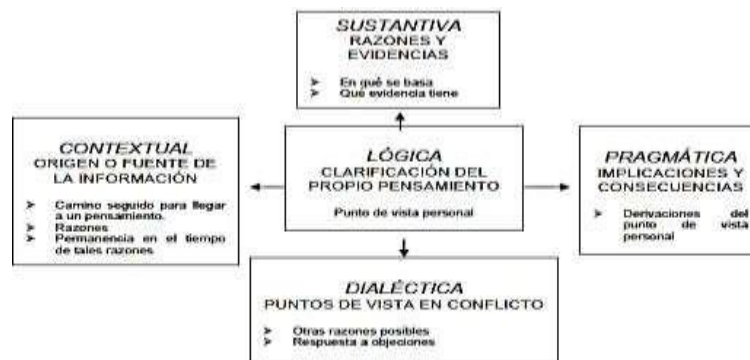 SUSTANTIVA
RAZONES Y
EVIDENCIAS
En qué se basa
Qué evidencia tiene
CONTEXTUAL
ORIGEN O FUENTE DE
LA INFORMACIÓN
Camino seguido para llegar
a un pensamiento.
Razones
Permanencia en el tiempo
de tales razones
LÓGICA
CLARIFICACIÓN DEL
PROPIO PENSAMIENTO
Punto de vista personal
PRAGMÁTICA
IMPLICACIONES Y
CONSECUENCIAS
Derivaciones del
punto de vista
personal
DIALÉCTICA
PUNTOS DE VISTA EN CONFLICTO
Otras razones posibles
Respuesta a objeciones